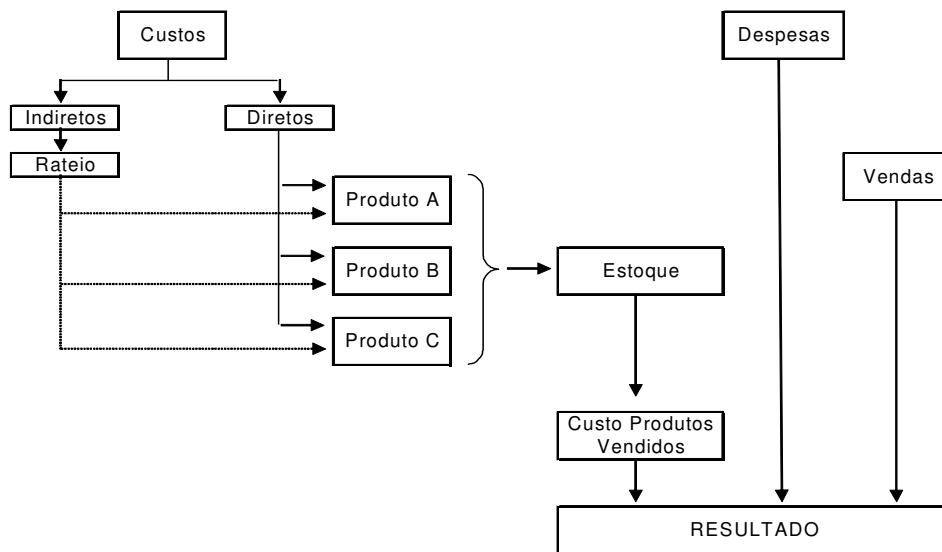 Custos
Despesas
Indiretos
Diretos
Rateio
Vendas
Produto A
Produto B
Estoque
Produto C
Custo Produtos
Vendidos
RESULTADO